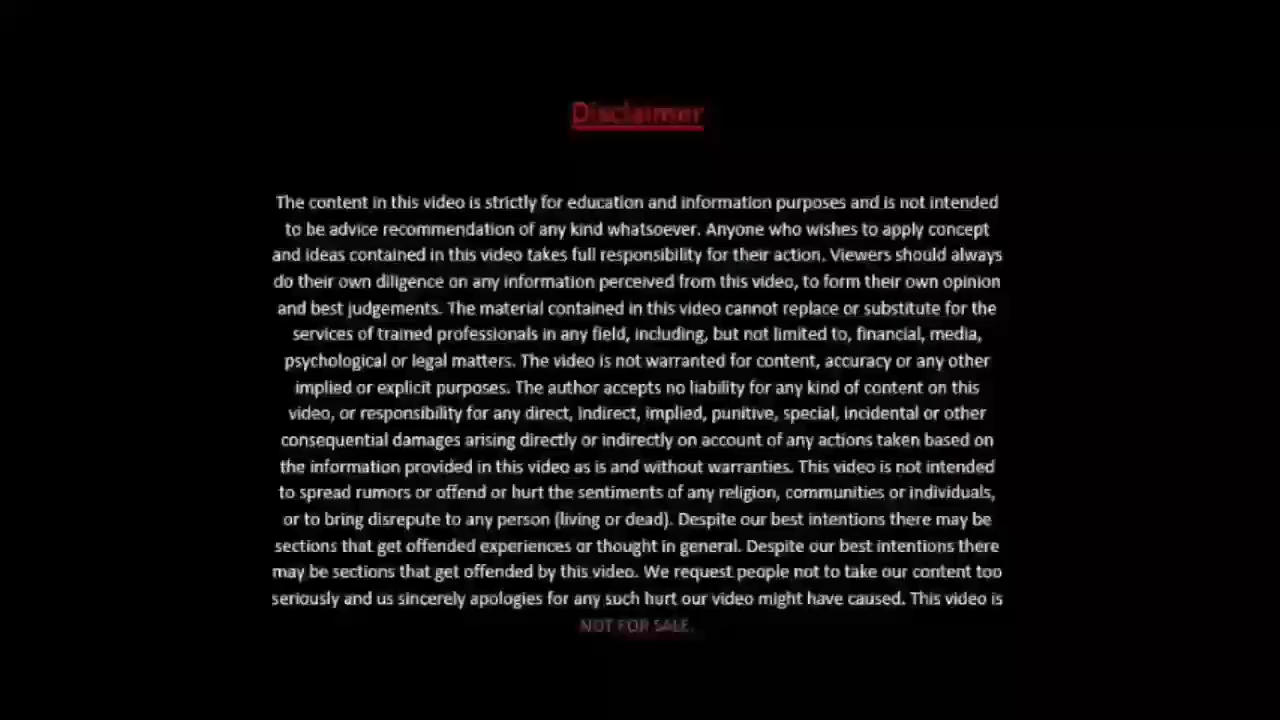 Disclaimer
The content in this video is strictly for education and information purposes and is not intended
to be advice recommendation of any kind whatsoever. Anyone who wishes to apply concept
and ideas contained in this video takes full responsibility for their action. Viewers should always
do their own diligence on any information perceived from this video, to form their own opinion
and best judgements. The material contained in this video cannot replace or substitute for the
services of trained professionals in any field, including, but not limited to, financial, media,
psychological or legal matters. The video is not warranted for content, accuracy or any other
implied or explicit purposes. The author accepts no liability for any kind of content on this
video, or responsibility for any direct, indirect, implied, punitive, special, incidental or other
consequential damages arising directly or indirectly on account of any actions taken based on
the information provided in this video as is and without warranties. This video is not intended
to spread rumors or offend or hurt the sentiments of any religion, communities or individuals,
or to bring disrepute to any person (living or dead). Despite our best intentions there may be
sections that get offended experiences or thought in general. Despite our best intentions there
may be sections that get offended by this video. We request people not to take our content too
seriously and us sincerely apologies for any such hurt our video might have caused. This video is
NOT FOR SALE.